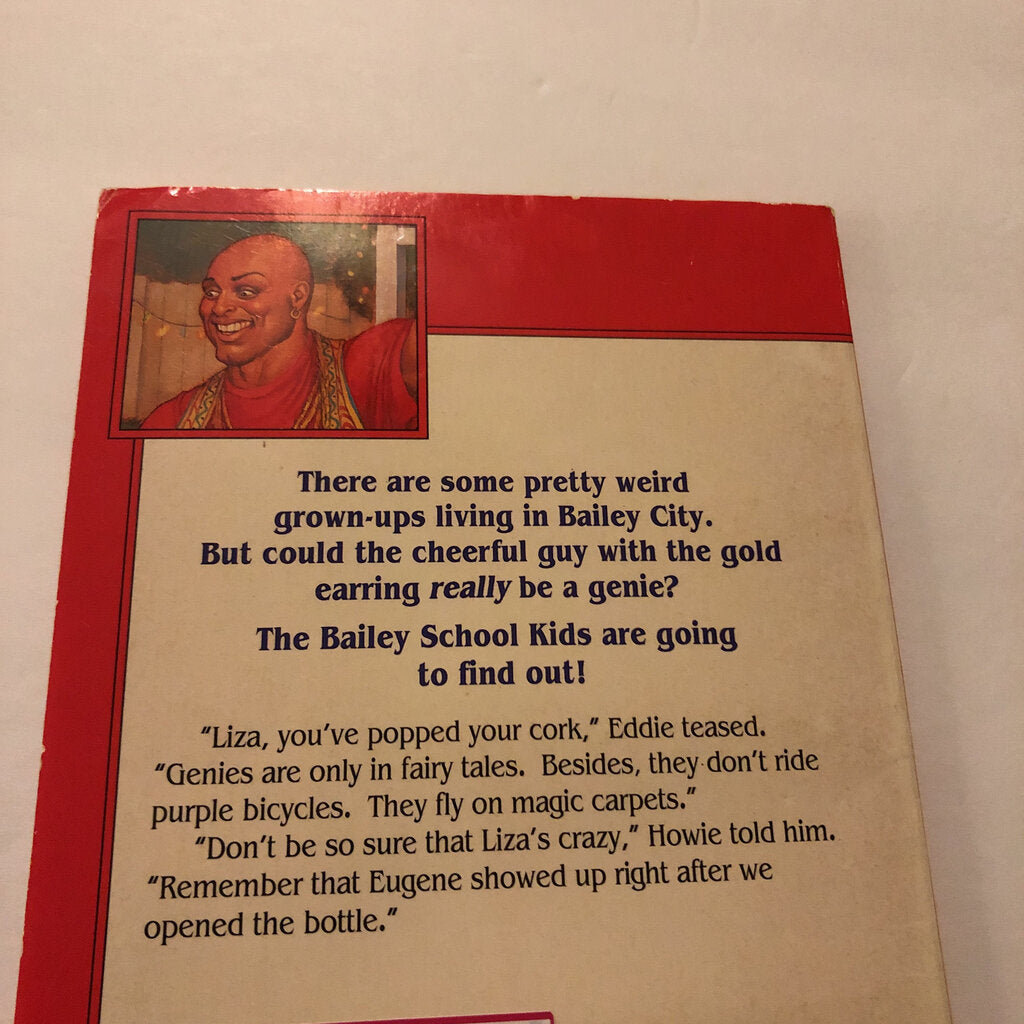 There are some pretty weird
grown-ups living in Bailey City.
But could the cheerful guy with the gold
earring really be a genie?
The Bailey School Kids are going
to find out!
“Liza, you’ve popped your cork,” Eddie teased.
“Genies are only in fairy tales. Besides, they don’t ride
purple bicycles. They fly on magic carpets.”
“Don’t be so sure that Liza’s crazy,” Howie told him.
“Remember that Eugene showed up right after we
opened the bottle.”